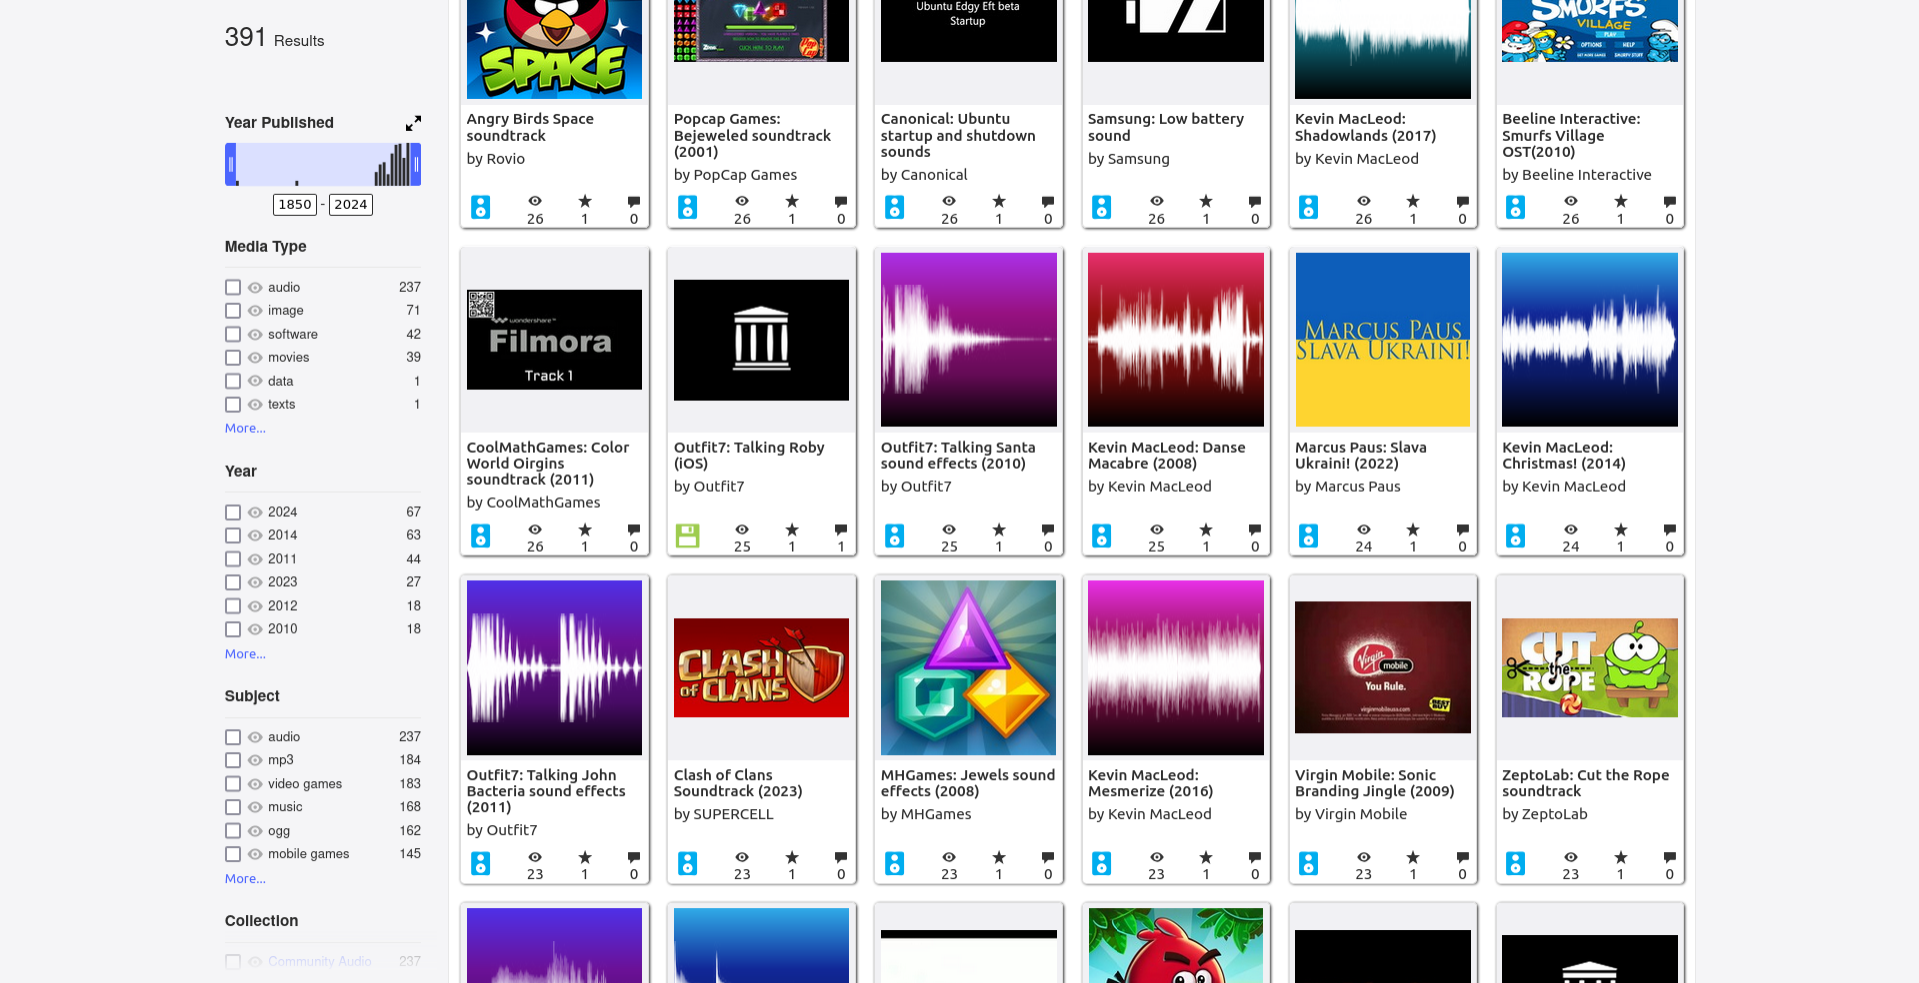 391 Results
Year Published
1850 - 2024
Media Type
audio 237
image 71
software 42
movies 39
data 1
texts 1
More...
Year
2024 67
2014 63
2011 44
2023 27
2012 18
2010 18
More...
Subject
audio 237
mp3 184
video games 183
music 168
ogg 162
mobile games 145
More...
Collection
Community Audio 237
SPACE
Angry Birds Space
soundtrack
by Rovio
26 1 0
CLICK HERE TO PLAY!
Popcap Games:
Bejeweled soundtrack
(2001)
by PopCap Games
26 1 0
Ubuntu Edgy Eft beta
Startup
Canonical: Ubuntu
startup and shutdown
sounds
by Canonical
26 1 0
Samsung: Low battery
sound
by Samsung
26 1 0
Kevin MacLeod:
Shadowlands (2017)
by Kevin MacLeod
26 1 0
SMURFS'
VILLAGE
PLAY
OPTIONS HELP
Beeline Interactive:
Smurfs Village
OST(2010)
by Beeline Interactive
26 1 0
wondershare™
Filmora
Track 1
CoolMathGames: Color
World Oirgins
soundtrack (2011)
by CoolMathGames
26 1 0
Outfit7: Talking Roby
(iOS)
by Outfit7
25 1 1
Outfit7: Talking Santa
sound effects (2010)
by Outfit7
25 1 0
Kevin MacLeod: Danse
Macabre (2008)
by Kevin MacLeod
25 1 0
MARCUS PAUS
SLAVA UKRAINI!
Marcus Paus: Slava
Ukraini! (2022)
by Marcus Paus
24 1 0
Kevin MacLeod:
Christmas! (2014)
by Kevin MacLeod
24 1 0
Outfit7: Talking John
Bacteria sound effects
(2011)
by Outfit7
23 1 0
CLASH
OF CLANS
Clash of Clans
Soundtrack (2023)
by SUPERCELL
23 1 0
MHGames: Jewels sound
effects (2008)
by MHGames
23 1 0
Kevin MacLeod:
Mesmerize (2016)
by Kevin MacLeod
23 1 0
Virgin mobile
You Rule.
virginmobileusa.com
BEST BUY
Virgin Mobile: Sonic
Branding Jingle (2009)
by Virgin Mobile
23 1 0
CUT
the
ROPE
ZeptoLab: Cut the Rope
soundtrack
by ZeptoLab
23 1 0